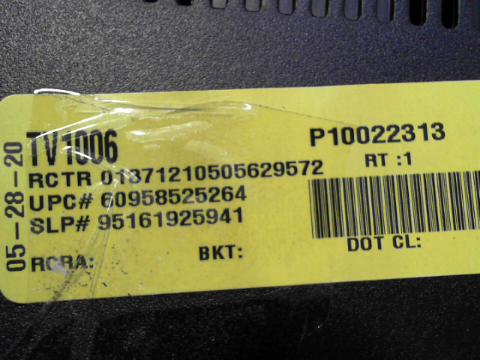 05-28-20
TV1006
P10022313
RCTR 01371210505629572
RT :1
UPC# 60958525264
SLP# 95161925941
DOT CL:
BKT:
RCRA: